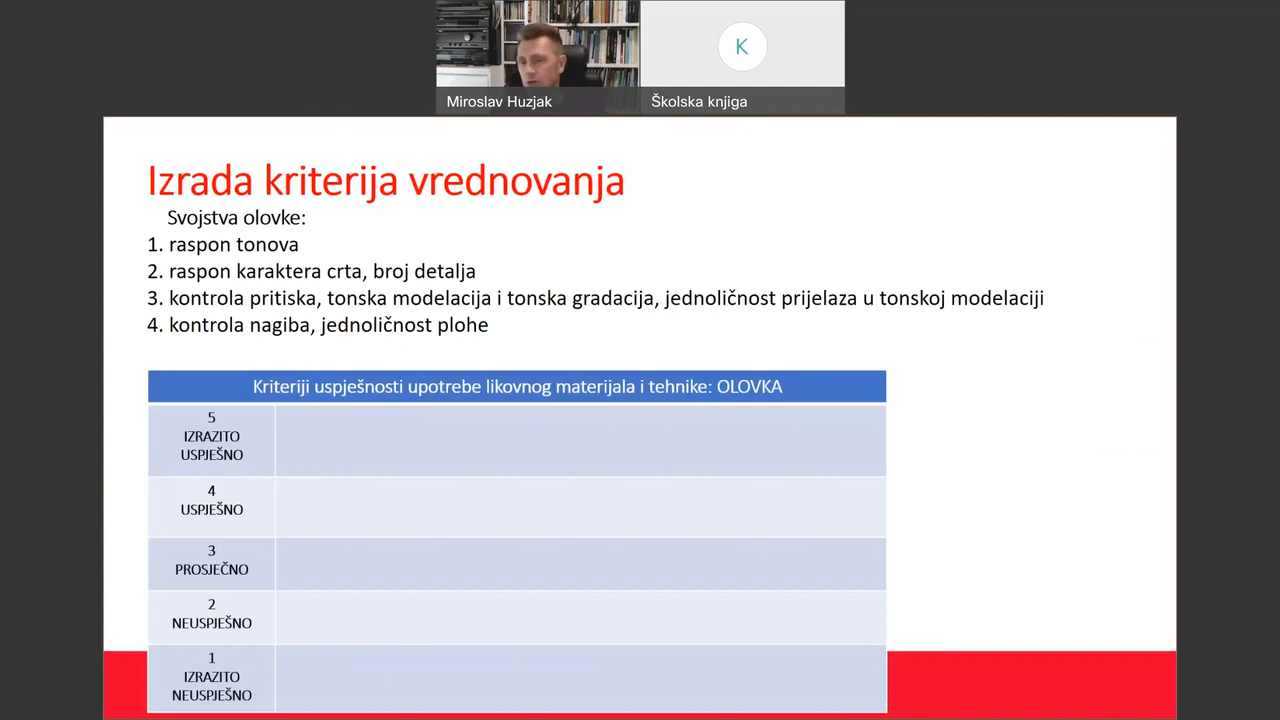 K
Miroslav Huzjak
Školska knjiga
Izrada kriterija vrednovanja
Svojstva olovke:
1. raspon tonova
2. raspon karaktera crta, broj detalja
3. kontrola pritiska, tonska modelacija i tonska gradacija, jednoličnost prijelaza u tonskoj modelaciji
4. kontrola nagiba, jednoličnost plohe
Kriteriji uspješnosti upotrebe likovnog materijala i tehnike: OLOVKA
5
IZRAZITO
USPJEŠNO
4
USPJEŠNO
3
PROSJEČNO
2
NEUSPJEŠNO
1
IZRAZITO
NEUSPJEŠNO